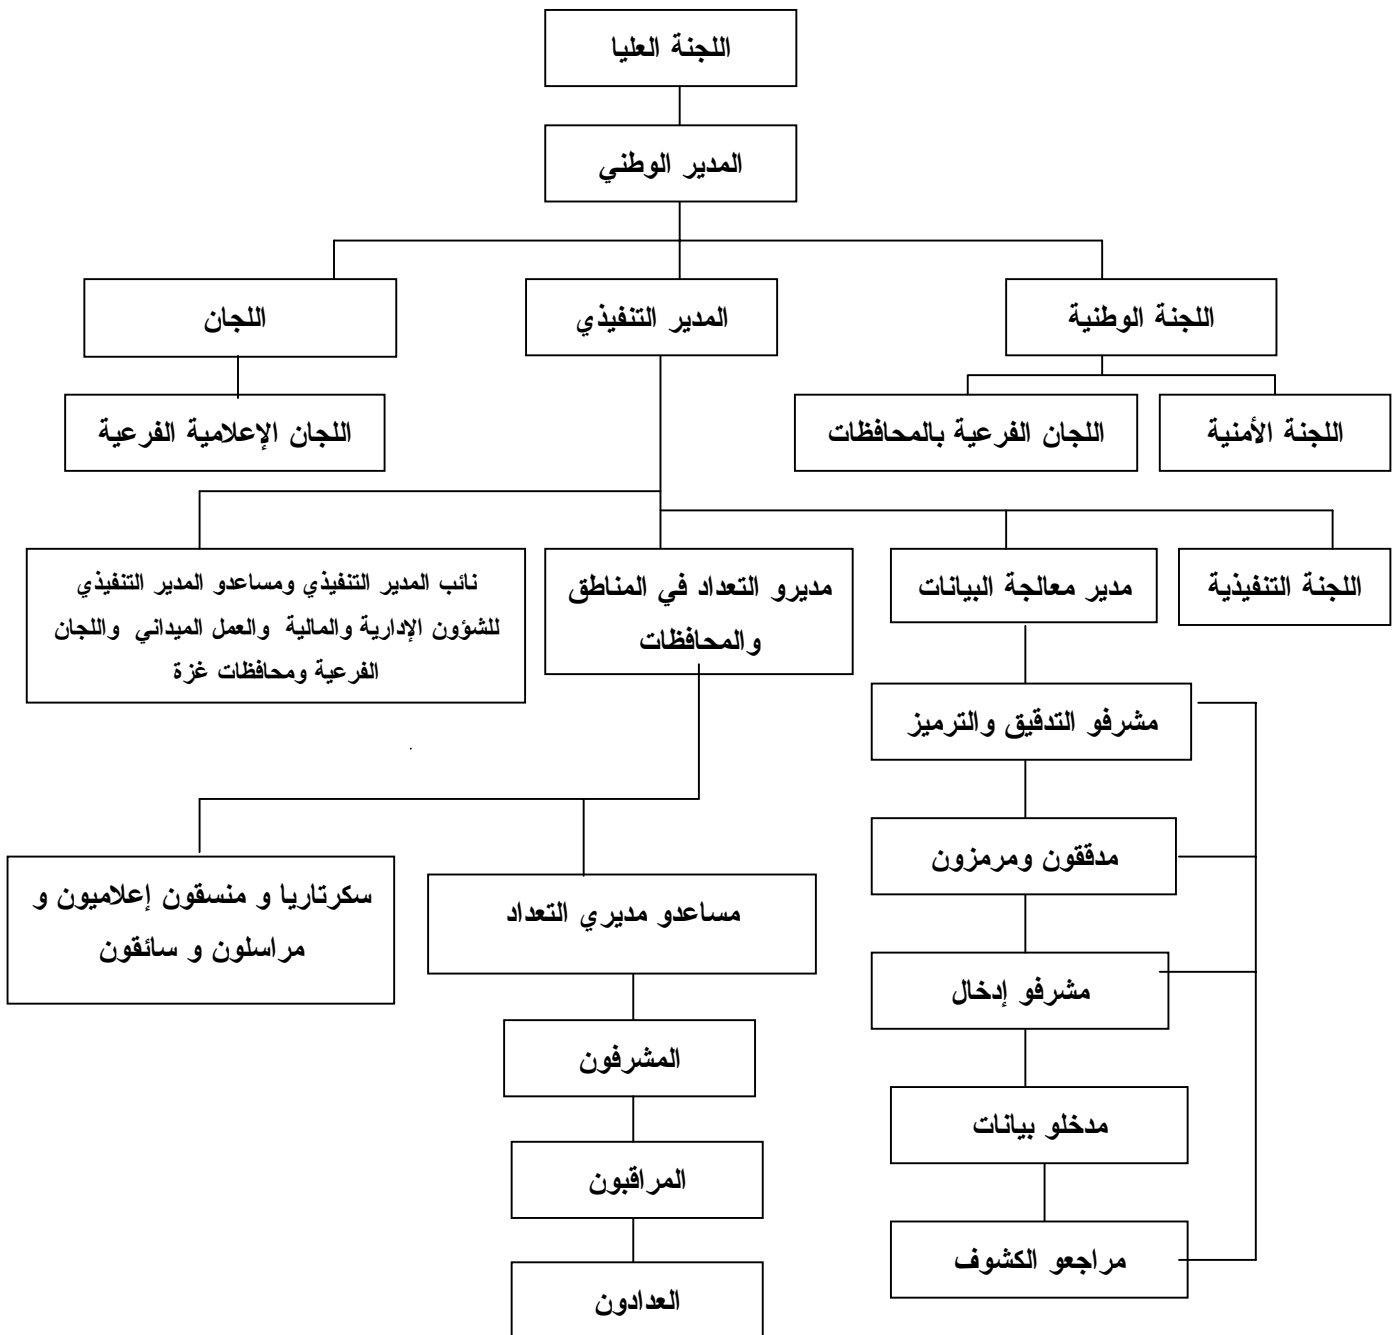 اللجنة العليا
المدير الوطني
اللجنة الوطنية
المدير التنفيذي
اللجان
اللجنة الأمنية
اللجان الفرعية بالمحافظات
اللجان الإعلامية الفرعية
اللجنة التنفيذية
مدير معالجة البيانات
مديرو التعداد في المناطق
والمحافظات
نائب المدير التنفيذي ومساعدو المدير التنفيذي
للشؤون الإدارية والمالية والعمل الميداني واللجان
الفرعية ومحافظات غزة
مشرفو التدقيق والترميز
مدققون ومرمزون
مشرفو إدخال
مدخلو بيانات
مراجعو الكشوف
مساعدو مديري التعداد
سكرتاريا و منسقون إعلاميون و
مراسلون و سائقون
المشرفون
المراقبون
العدادون